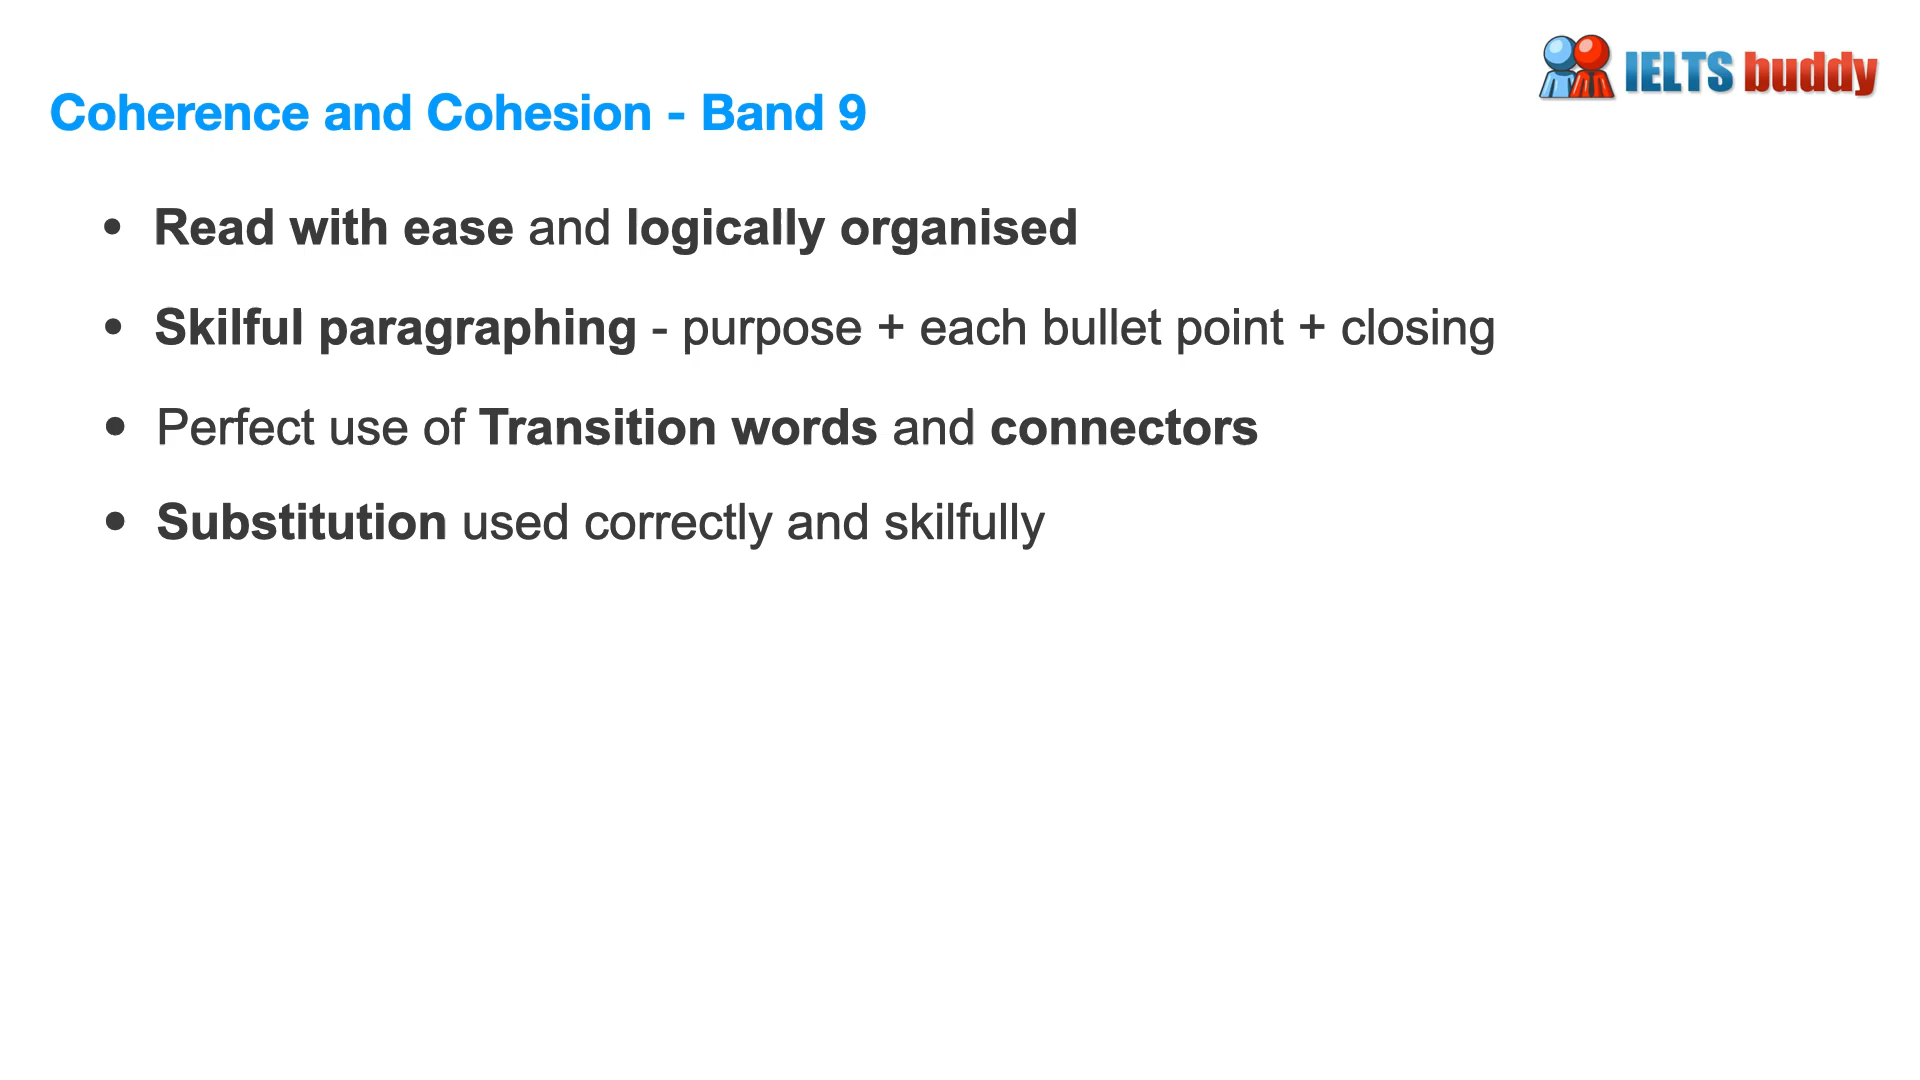 IELTS buddy
Coherence and Cohesion - Band 9
• Read with ease and logically organised
• Skilful paragraphing - purpose + each bullet point + closing
• Perfect use of Transition words and connectors
• Substitution used correctly and skilfully